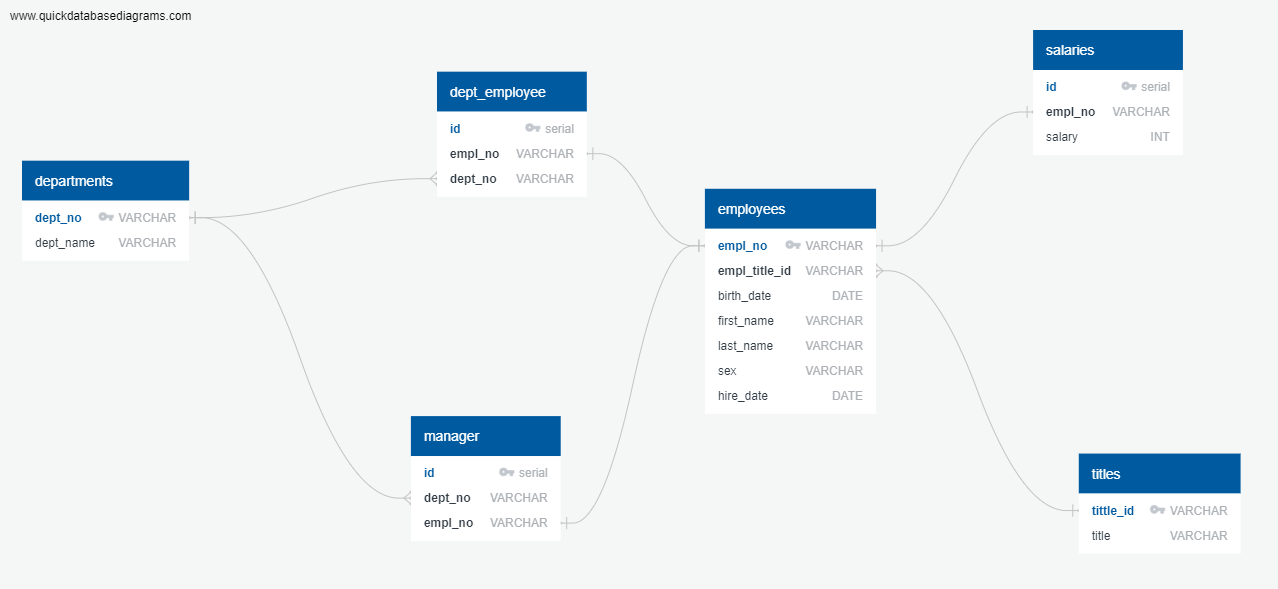 www.quickdatabasediagrams.com
departments
dept_no VARCHAR
dept_name VARCHAR
dept_employee
id serial
empl_no VARCHAR
dept_no VARCHAR
manager
id serial
dept_no VARCHAR
empl_no VARCHAR
employees
empl_no VARCHAR
empl_title_id VARCHAR
birth_date DATE
first_name VARCHAR
last_name VARCHAR
sex VARCHAR
hire_date DATE
salaries
id serial
empl_no VARCHAR
salary INT
titles
tittle_id VARCHAR
title VARCHAR